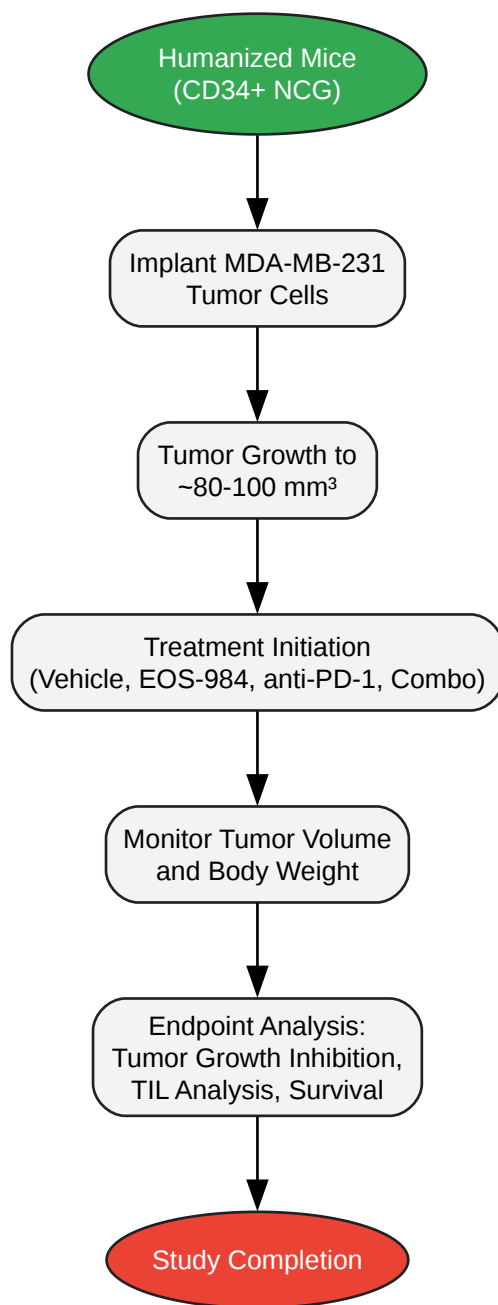 Humanized Mice
(CD34+ NCG)
Implant MDA-MB-231
Tumor Cells
Tumor Growth to
~80-100 mm³
Treatment Initiation
(Vehicle, EOS-984, anti-PD-1, Combo)
Monitor Tumor Volume
and Body Weight
Endpoint Analysis:
Tumor Growth Inhibition,
TIL Analysis, Survival
Study Completion